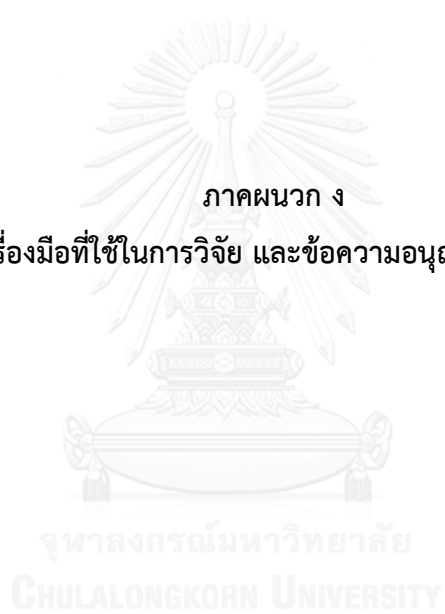 ภาคผนวก ง
และข้อความอนุ
เครื่องมือที่ใช้ในการวิจัย
จุฬาลงกรณ์มหาวิทยาลัย
CHULALONGKORN UNIVERSITY